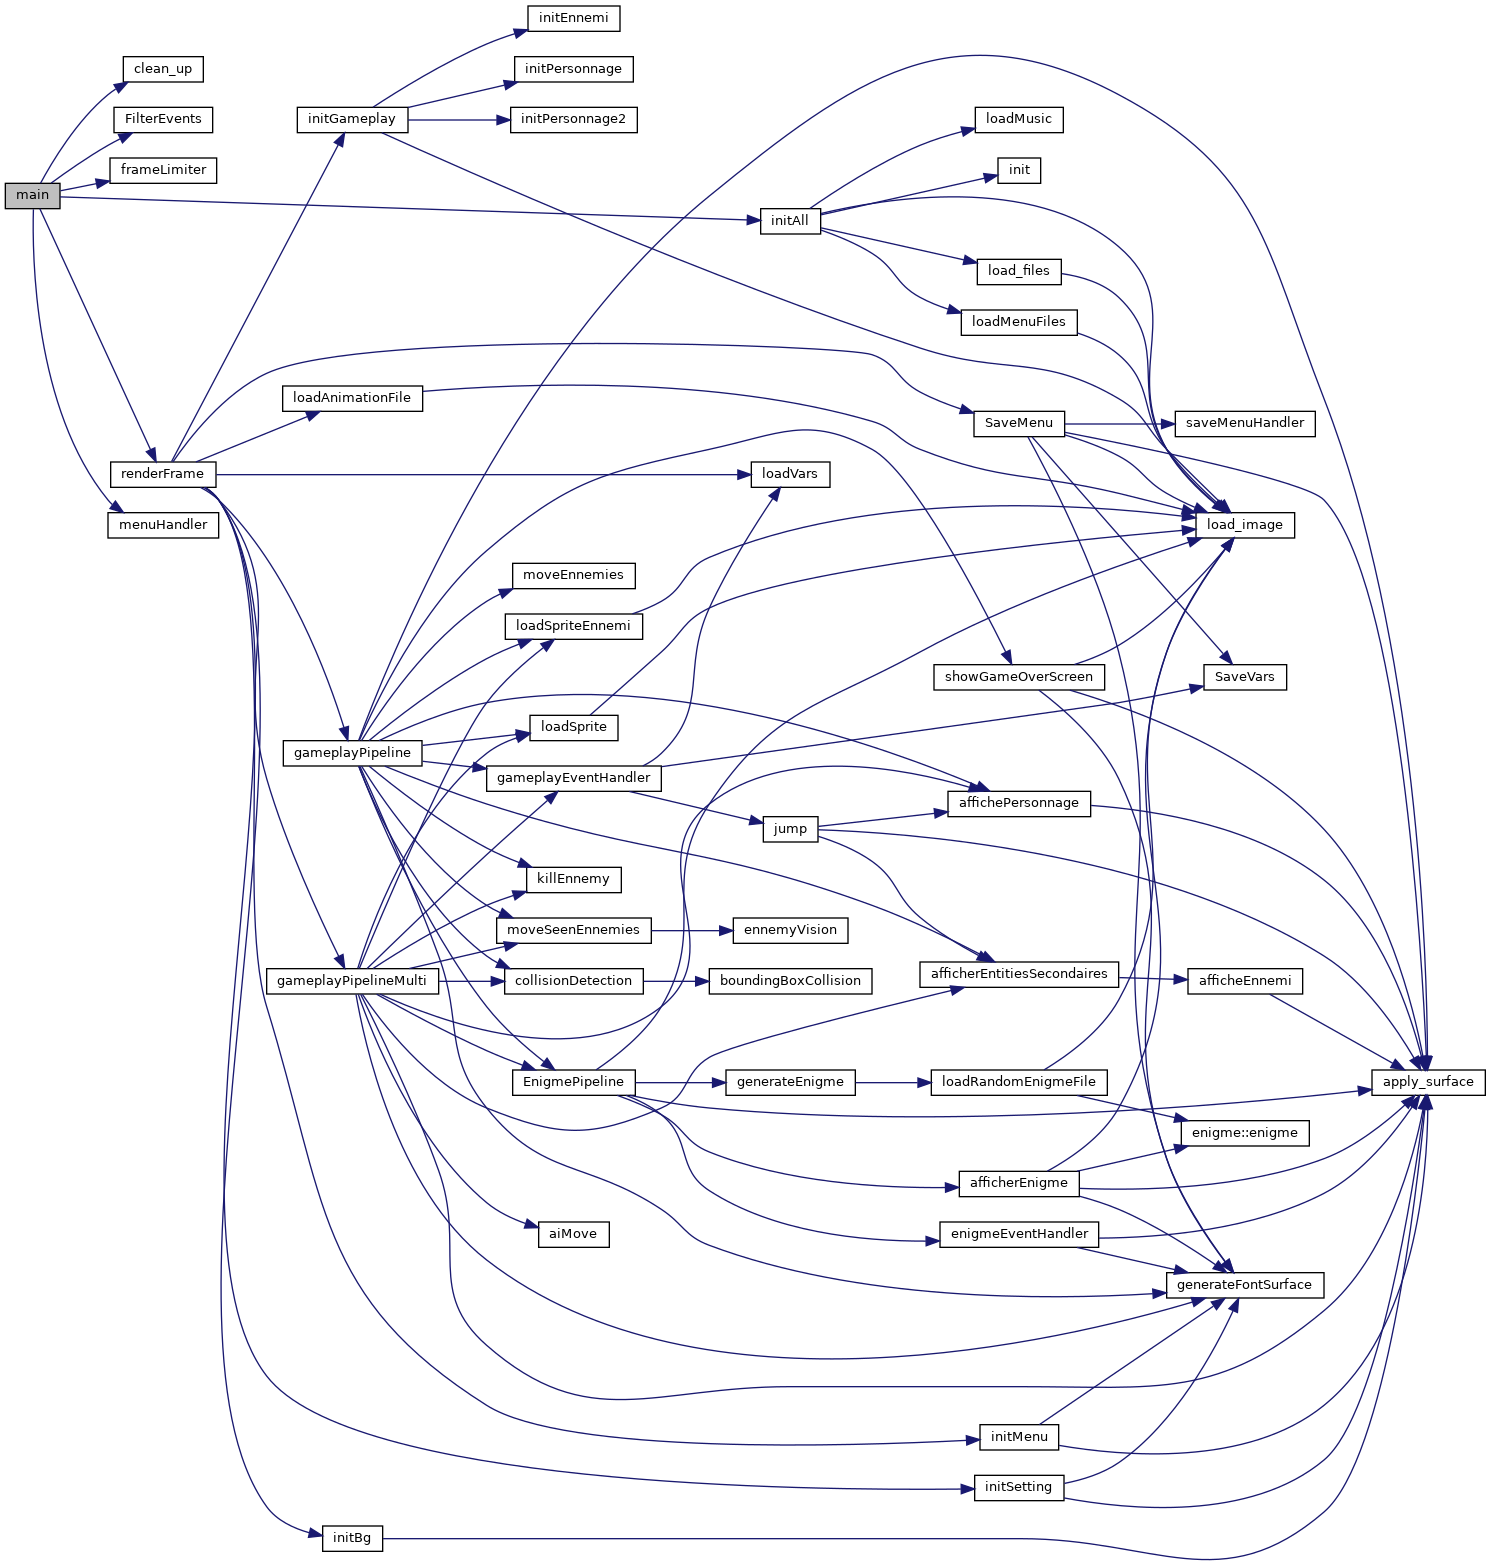 initEnnemi
clean_up
initPersonnage
FilterEvents
initGameplay
initPersonnage2
loadMusic
frameLimiter
init
main
initAll
load_files
loadMenuFiles
loadAnimationFile
SaveMenu
saveMenuHandler
renderFrame
loadVars
menuHandler
load_image
moveEnnemies
loadSpriteEnnemi
showGameOverScreen
SaveVars
loadSprite
gameplayPipeline
gameplayEventHandler
affichePersonnage
jump
killEnnemy
moveSeenEnnemies
ennemyVision
gameplayPipelineMulti
collisionDetection
boundingBoxCollision
afficherEntitiesSecondaires
afficheEnnemi
EnigmePipeline
generateEnigme
loadRandomEnigmeFile
apply_surface
enigme::enigme
afficherEnigme
aiMove
enigmeEventHandler
generateFontSurface
initMenu
initSetting
initBg